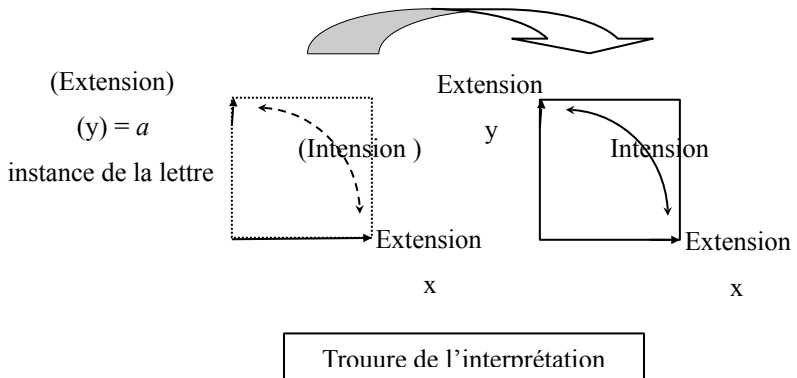 (Extension)
(y) = a
instance de la lettre
(Intension )
Extension
x
Extension
y
Intension
Extension
x
Trouure de l’interprétation